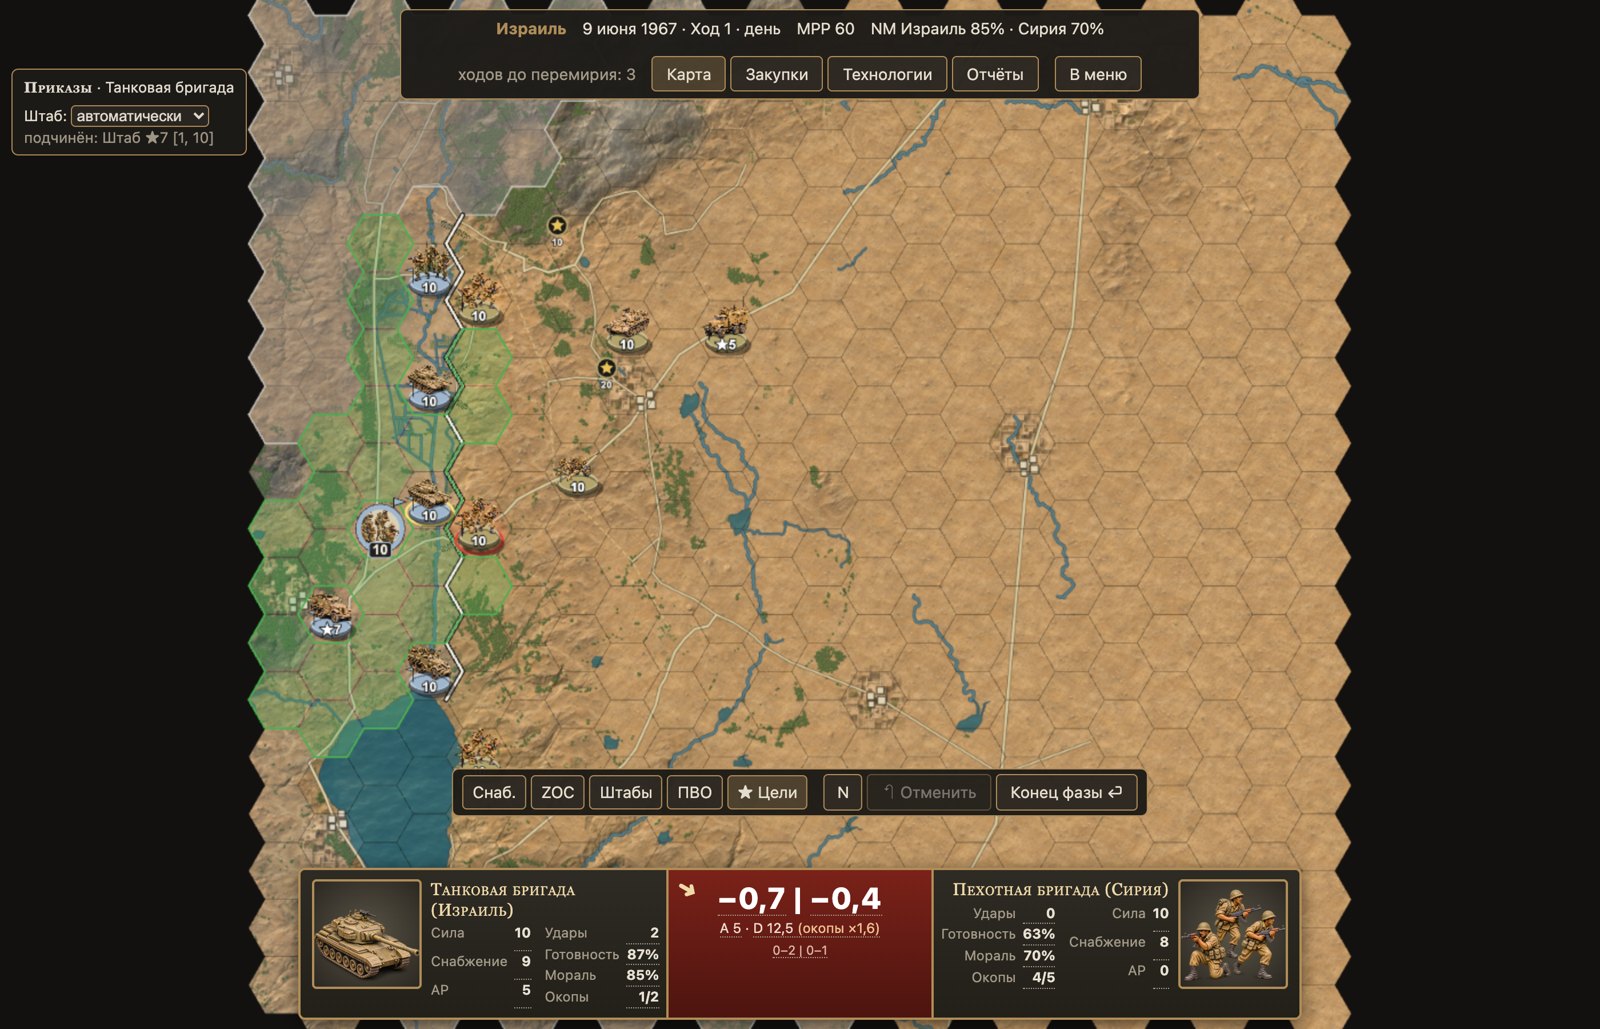 Израиль 9 июня 1967 · Ход 1 · день МРР 60 NM Израиль 85% · Сирия 70%
ходов до перемирия: 3 Карта Закупки Технологии Отчёты В меню
Приказы · Танковая бригада
Штаб: автоматически
подчинён: Штаб ★7 [1, 10]
10
10
10
10
★5
20
10
10
10
10
10
★7
10
Снаб. ZOC Штабы ПВО ★ Цели N Отменить Конец фазы
Танковая бригада
(Израиль)
Сила 10 Удары 2
Снабжение 9 Готовность 87%
AP 5 Мораль 85%
Окопы 1/2
−0,7 | −0,4
A 5 · D 12,5 (окопы ×1,6)
0–2 | 0–1
Пехотная бригада (Сирия)
Удары 0 Сила 10
Готовность 63% Снабжение 8
Мораль 70% AP 0
Окопы 4/5